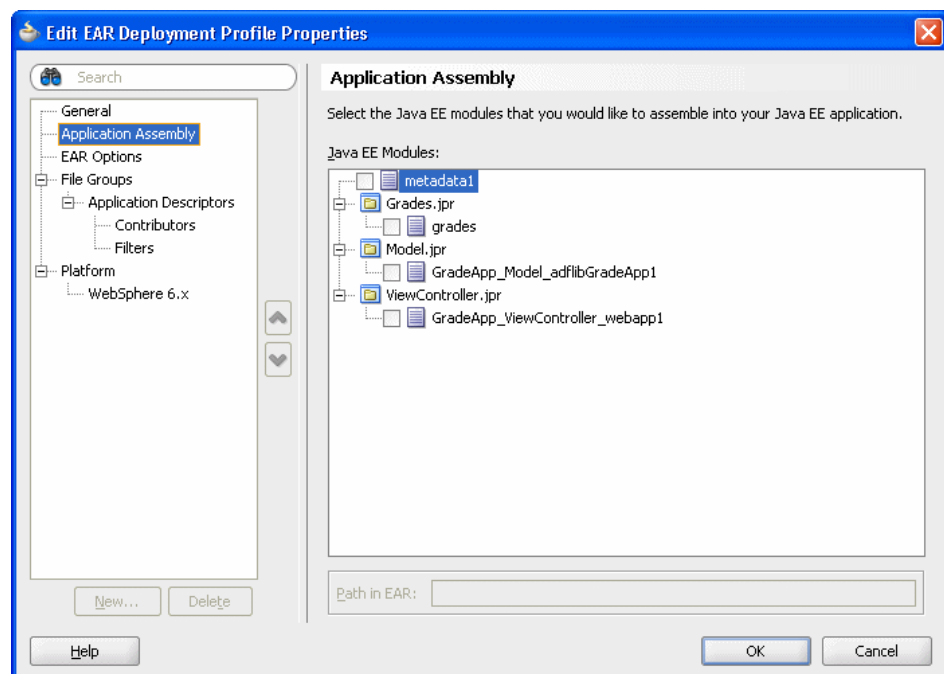 Edit EAR Deployment Profile Properties
Search
General
Application Assembly
EAR Options
File Groups
Application Descriptors
Contributors
Filters
Platform
WebSphere 6.x
New...
Delete
Application Assembly
Select the Java EE modules that you would like to assemble into your Java EE application.
Java EE Modules:
metadata1
Grades.jpr
grades
Model.jpr
GradeApp_Model_adflibGradeApp1
ViewController.jpr
GradeApp_ViewController_webapp1
Path in EAR:
Help
OK
Cancel